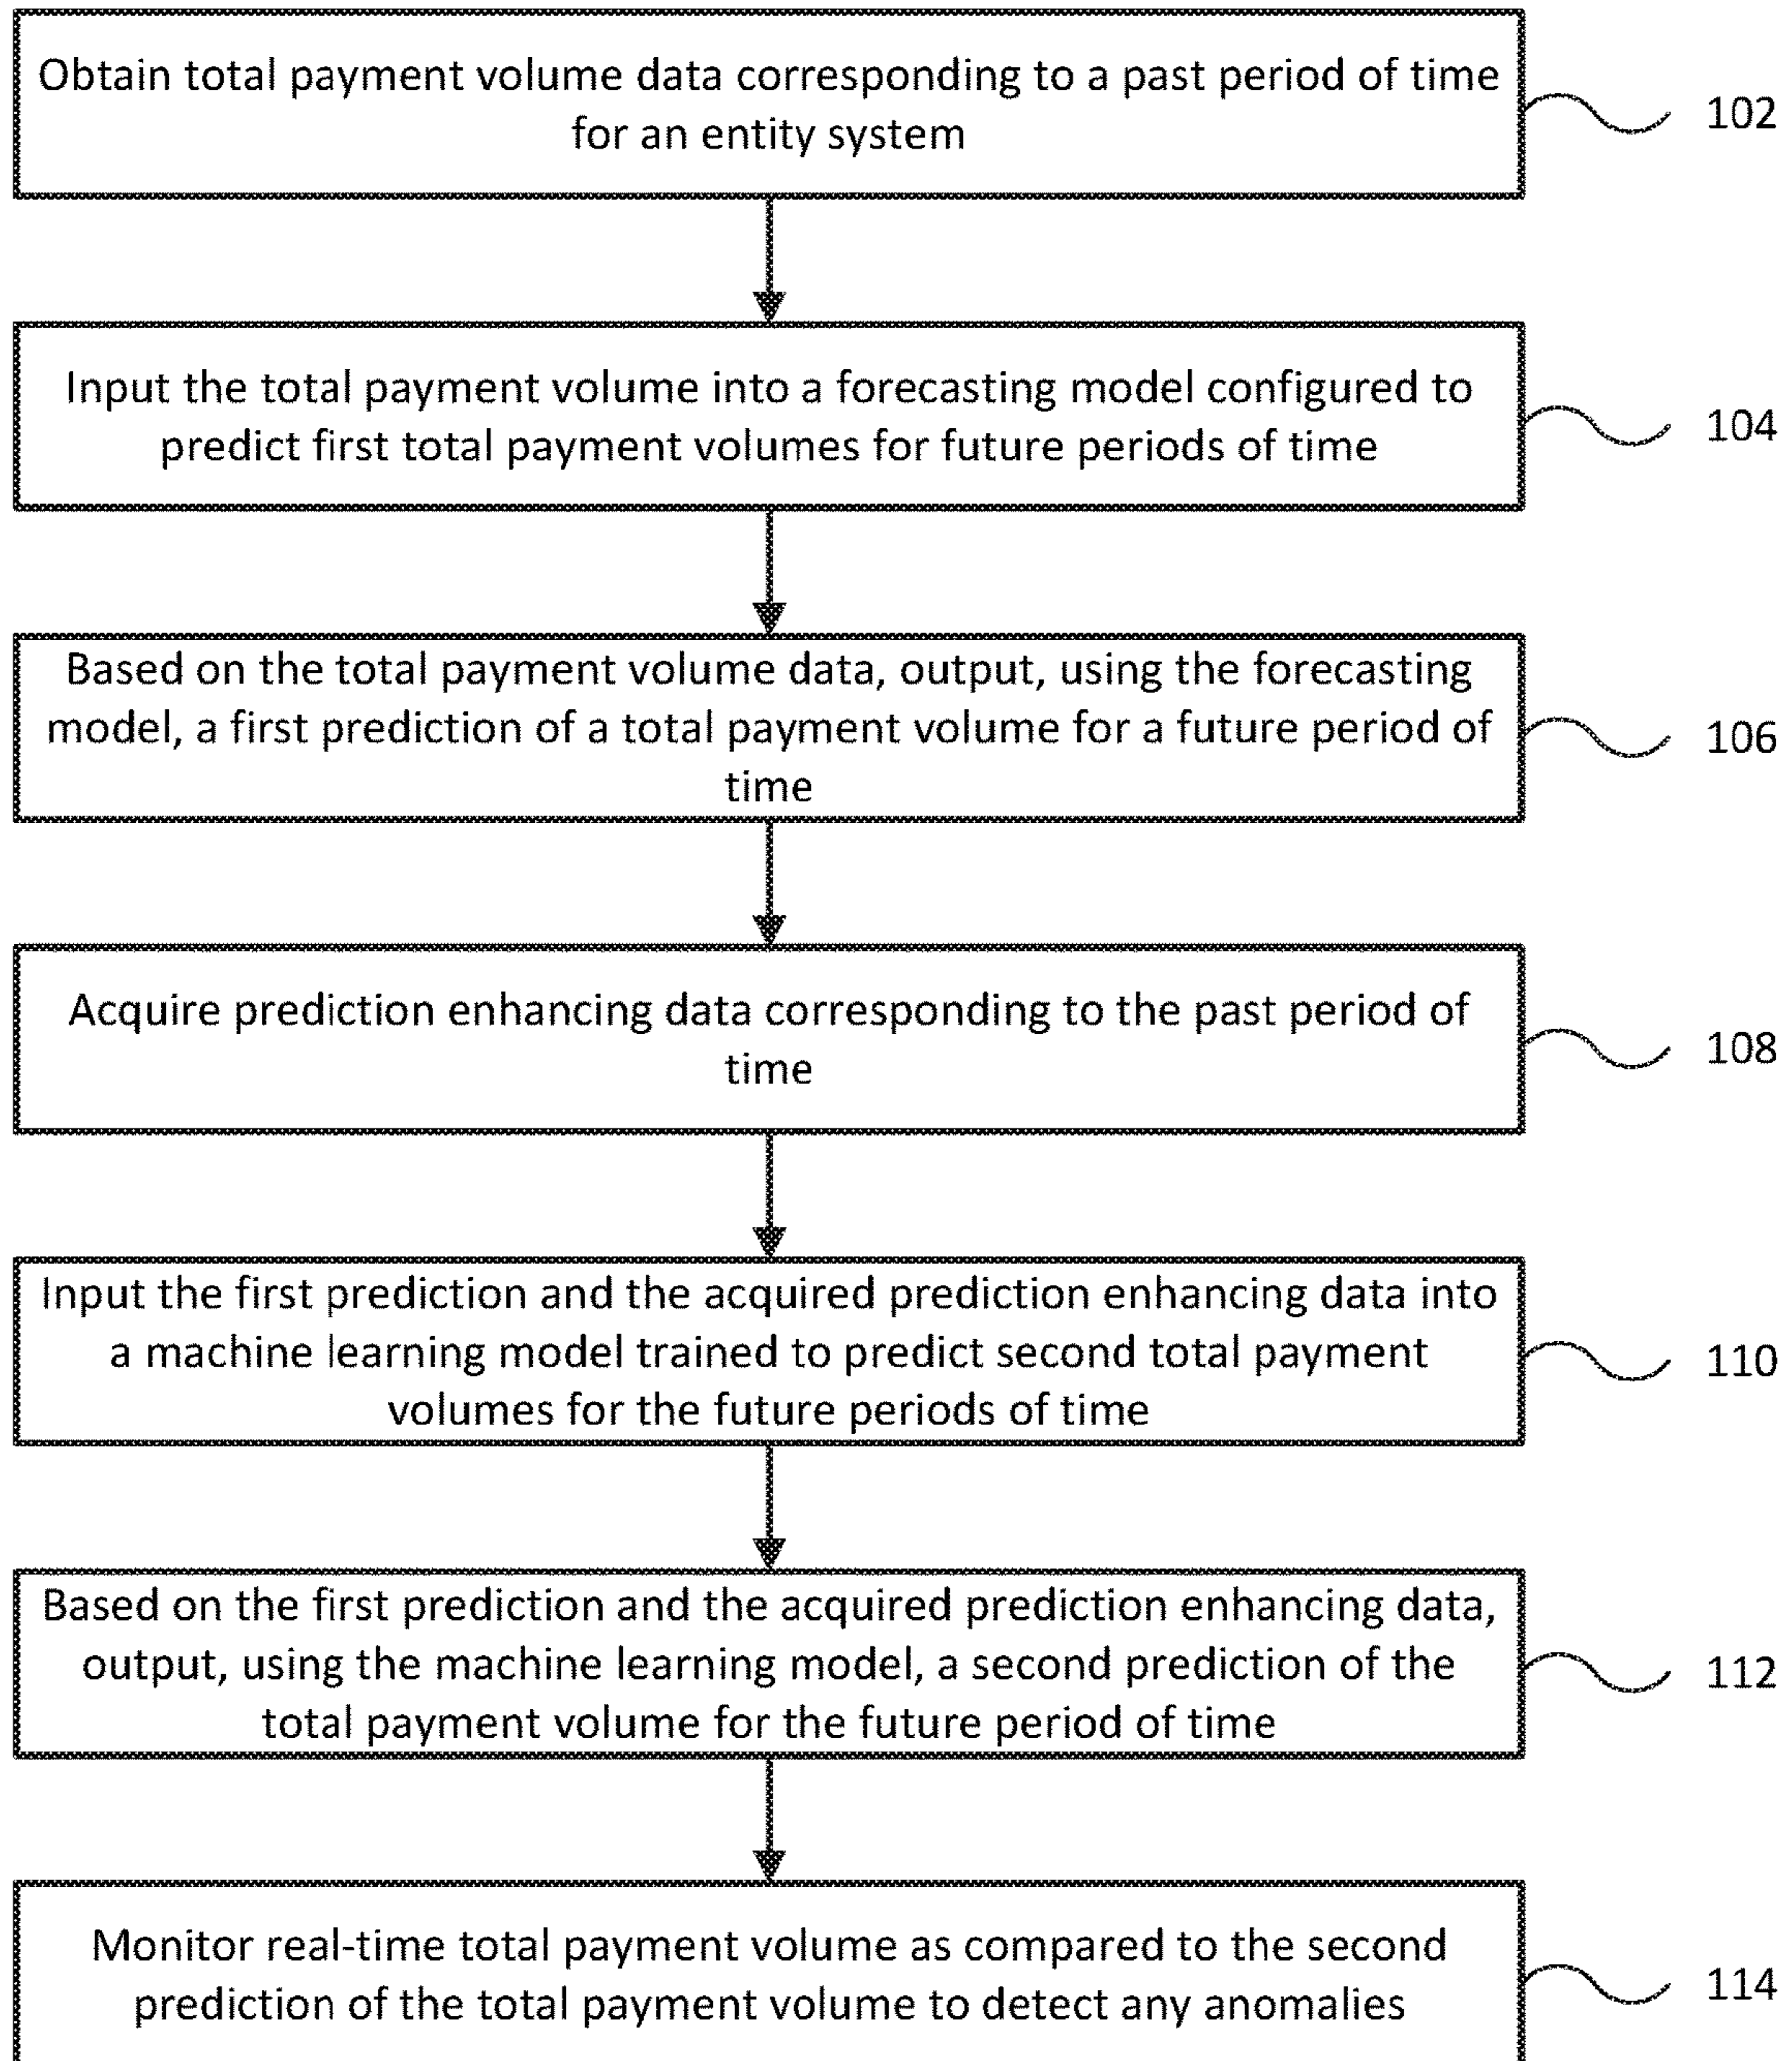 Obtain total payment volume data corresponding to a past period of time
for an entity system
102
Input the total payment volume into a forecasting model configured to
predict first total payment volumes for future periods of time
104
Based on the total payment volume data, output, using the forecasting
model, a first prediction of a total payment volume for a future period of
time
106
Acquire prediction enhancing data corresponding to the past period of
time
108
Input the first prediction and the acquired prediction enhancing data into
a machine learning model trained to predict second total payment
volumes for the future periods of time
110
Based on the first prediction and the acquired prediction enhancing data,
output, using the machine learning model, a second prediction of the
total payment volume for the future period of time
112
Monitor real-time total payment volume as compared to the second
prediction of the total payment volume to detect any anomalies
114